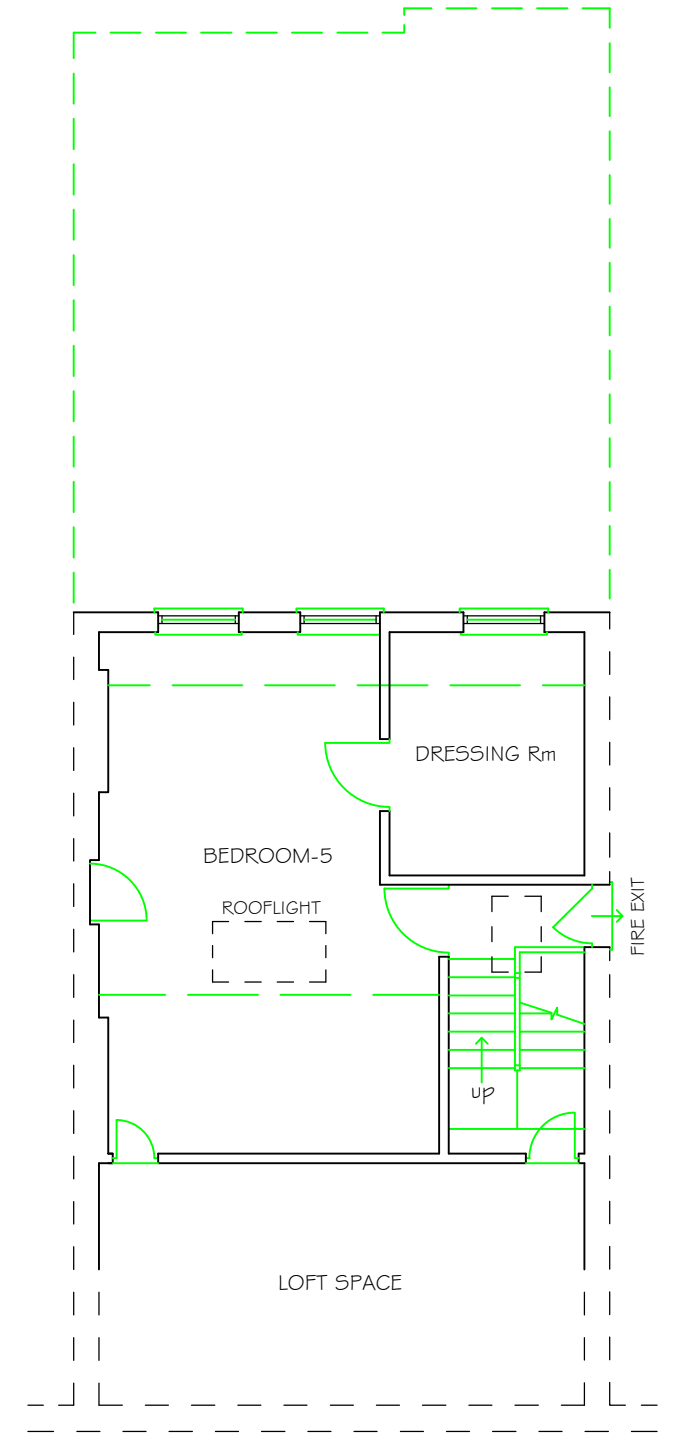 DRESSING Rm
BEDROOM-5
ROOFLIGHT
FIRE EXIT
up
LOFT SPACE